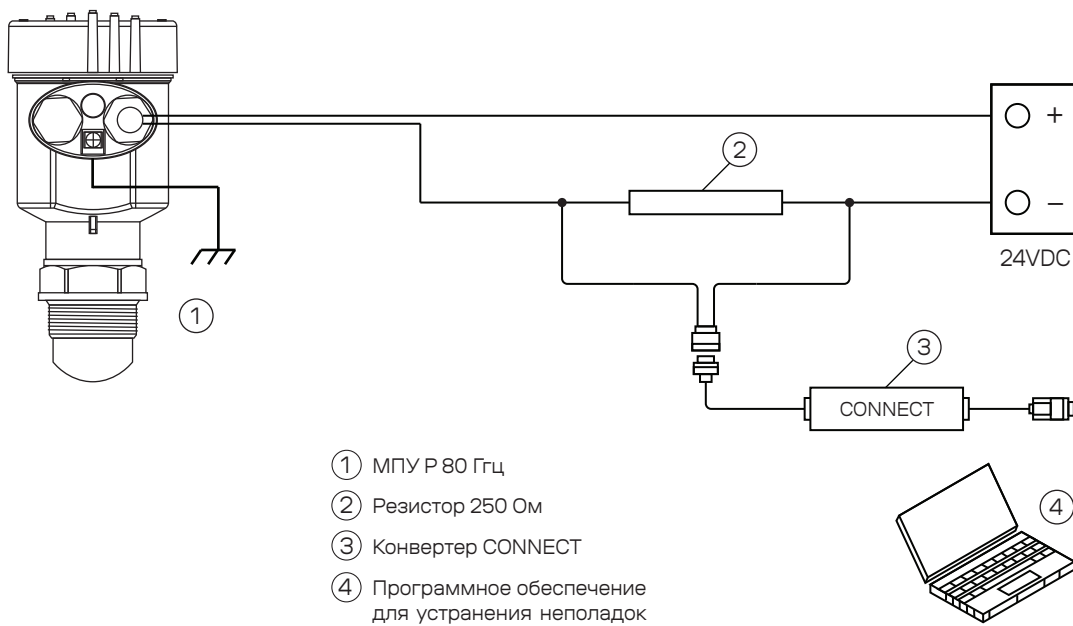 2
+
−
24VDC
1
3
CONNECT
1 МПУ Р 80 Ггц
2 Резистор 250 Ом
3 Конвертер CONNECT
4 Программное обеспечение
для устранения неполадок
4